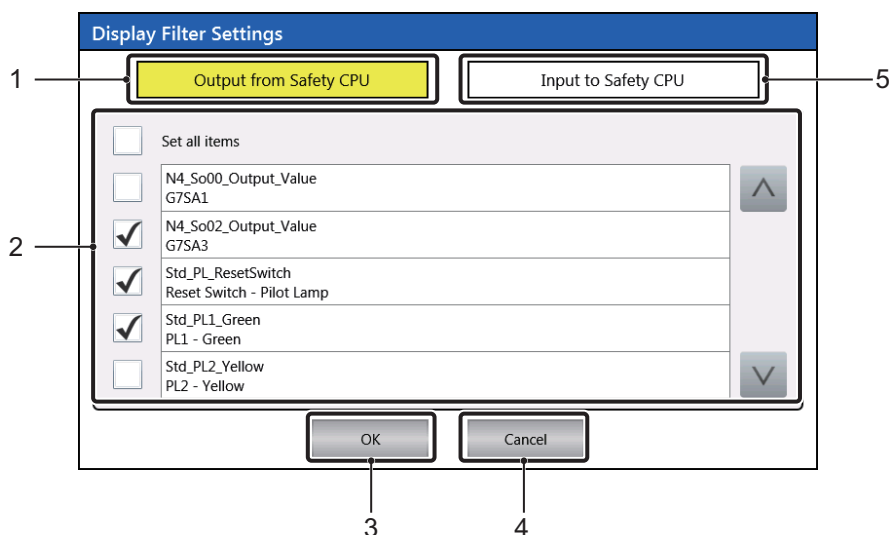 Display Filter Settings
1
Output from Safety CPU
Input to Safety CPU
5
Set all items
N4_So00_Output_Value
G7SA1
2
N4_So02_Output_Value
G7SA3
Std_PL_ResetSwitch
Reset Switch - Pilot Lamp
Std_PL1_Green
PL1 - Green
Std_PL2_Yellow
PL2 - Yellow
OK
Cancel
3
4